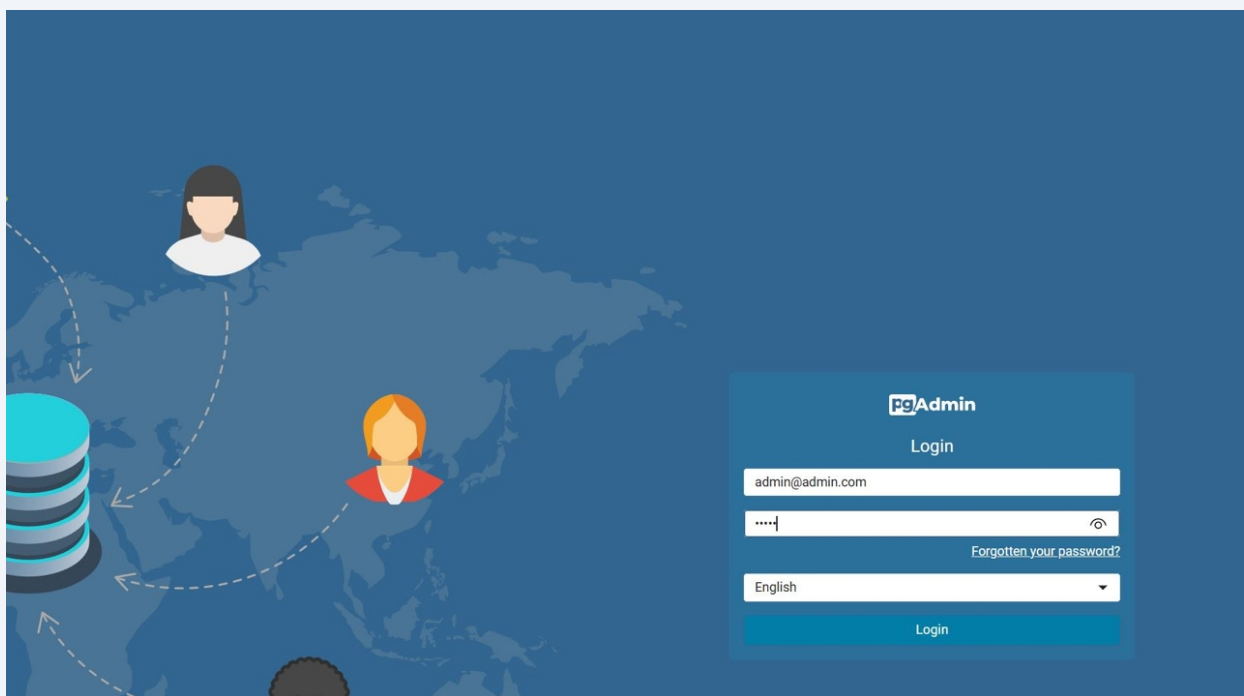 pgAdmin
Login
admin@admin.com
•••••
Forgotten your password?
English
Login